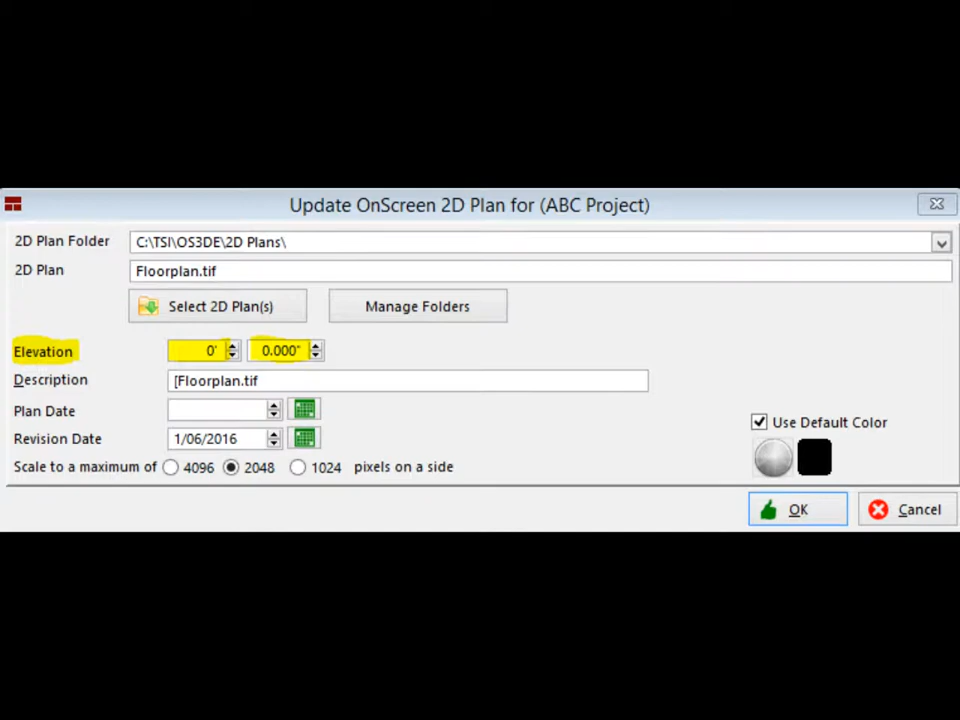 Update OnScreen 2D Plan for (ABC Project)
2D Plan Folder C:\TSI\OS3DE\2D Plans\
2D Plan Floorplan.tif
Select 2D Plan(s) Manage Folders
Elevation 0' 0.000"
Description [Floorplan.tif
Plan Date
Revision Date 1/06/2016
Use Default Color
Scale to a maximum of 4096 2048 1024 pixels on a side
OK Cancel